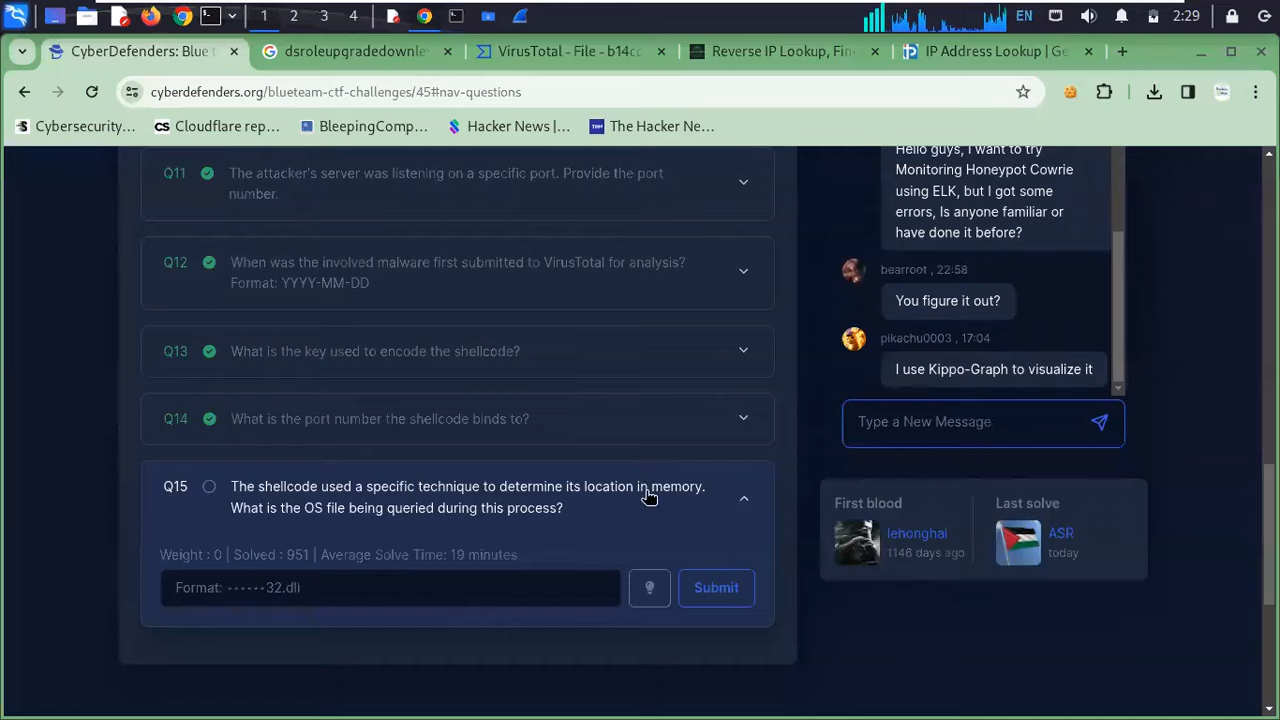 1 2 3 4 EN 2:29
CyberDefenders: Blue t
dsroleupgradedownle
VirusTotal - File - b14cc
Reverse IP Lookup, Fin
IP Address Lookup | Ge
cyberdefenders.org/blueteam-ctf-challenges/45#nav-questions
Cybersecurity,...
Cloudflare rep...
BleepingComp...
Hacker News |...
The Hacker Ne...
Q11 The attacker's server was listening on a specific port. Provide the port
number.
Q12 When was the involved malware first submitted to VirusTotal for analysis?
Format: YYYY-MM-DD
Q13 What is the key used to encode the shellcode?
Q14 What is the port number the shellcode binds to?
Q15 The shellcode used a specific technique to determine its location in memory.
What is the OS file being queried during this process?
Weight : 0 | Solved : 951 | Average Solve Time: 19 minutes
Format: ------32.dll
Submit
Hello guys, I want to try
Monitoring Honeypot Cowrie
using ELK, but I got some
errors, Is anyone familiar or
have done it before?
bearroot , 22:58
You figure it out?
pikachu0003 , 17:04
I use Kippo-Graph to visualize it
Type a New Message
First blood
lehonghai
1146 days ago
Last solve
ASR
today